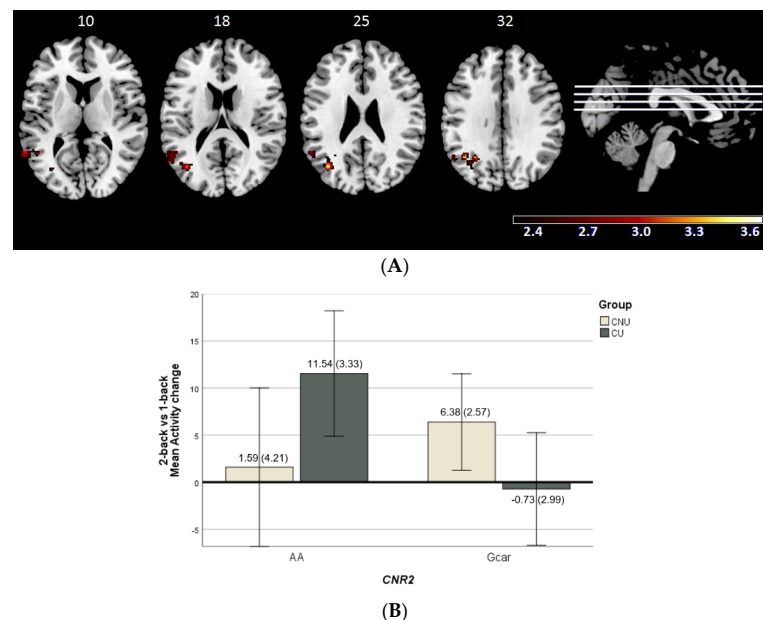 10 18 25 32
2.4 2.7 3.0 3.3 3.6
(A)
20
15
10
5
0
-5
2-back vs 1-back
Mean Activity change
1.59 (4.21)
11.54 (3.33)
6.38 (2.57)
-0.73 (2.99)
AA Gcar
CNR2
Group
CNU
CU
(B)